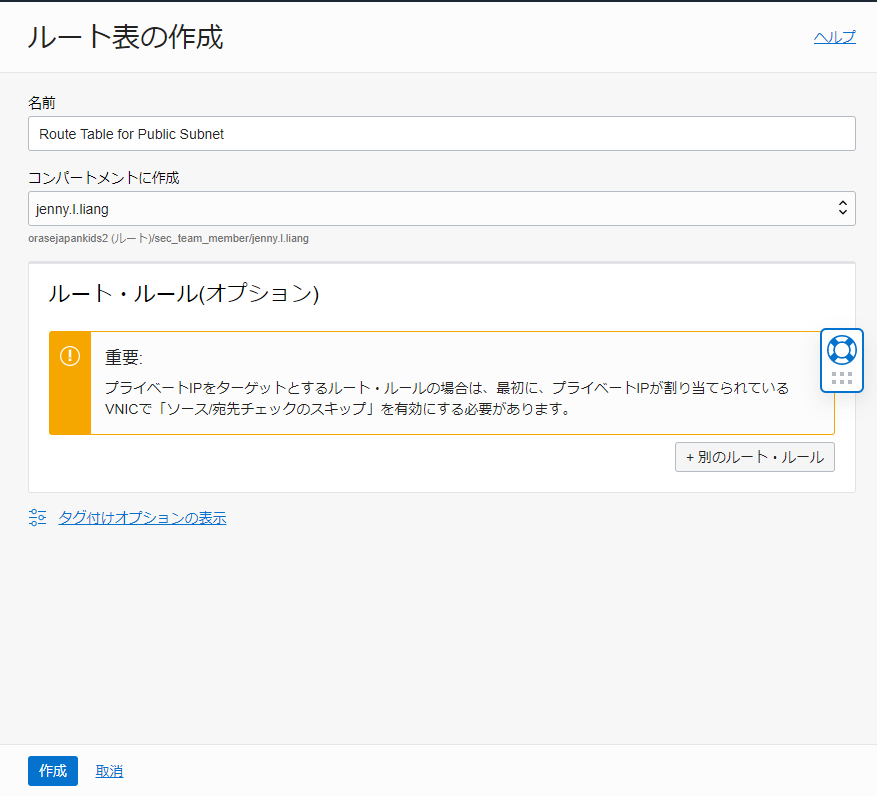 ルート表の作成
ヘルプ
名前
Route Table for Public Subnet
コンパートメントに作成
jenny.l.liang
orasejapankids2 (ルート)/sec_team_member/jenny.l.liang
ルート・ルール(オプション)
重要:
プライベートIPをターゲットとするルート・ルールの場合は、最初に、プライベートIPが割り当てられている
VNICで「ソース/宛先チェックのスキップ」を有効にする必要があります。
+ 別のルート・ルール
タグ付けオプションの表示
作成
取消